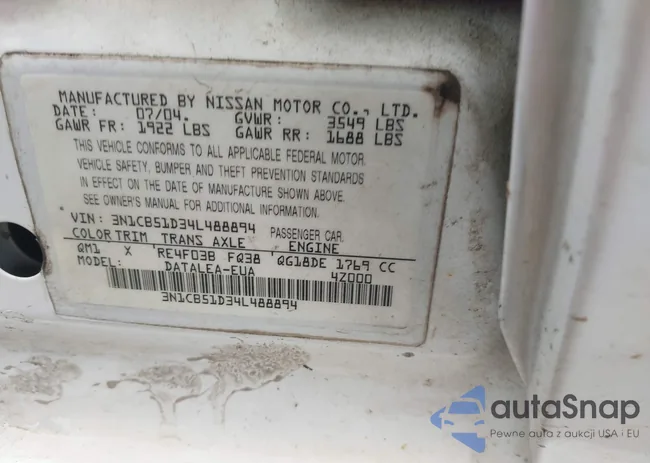 MANUFACTURED BY NISSAN MOTOR CO., LTD.
DATE: 07/04. GVWR: 3549 LBS
GAWR FR: 1922 LBS GAWR RR: 1688 LBS
THIS VEHICLE CONFORMS TO ALL APPLICABLE FEDERAL MOTOR
VEHICLE SAFETY, BUMPER AND THEFT PREVENTION STANDARDS
IN EFFECT ON THE DATE OF MANUFACTURE SHOWN ABOVE.
SEE OWNER'S MANUAL FOR ADDITIONAL INFORMATION.
VIN: 3N1CB51D34L488894 PASSENGER CAR.
COLOR TRIM TRANS AXLE ENGINE
QM1 X RE4F03B FQ38 QG18DE 1769 CC
MODEL: DATALEA-EUA 4Z000
3N1CB51D34L488894
autoSnap
Pewne auta z aukcji USA i EU